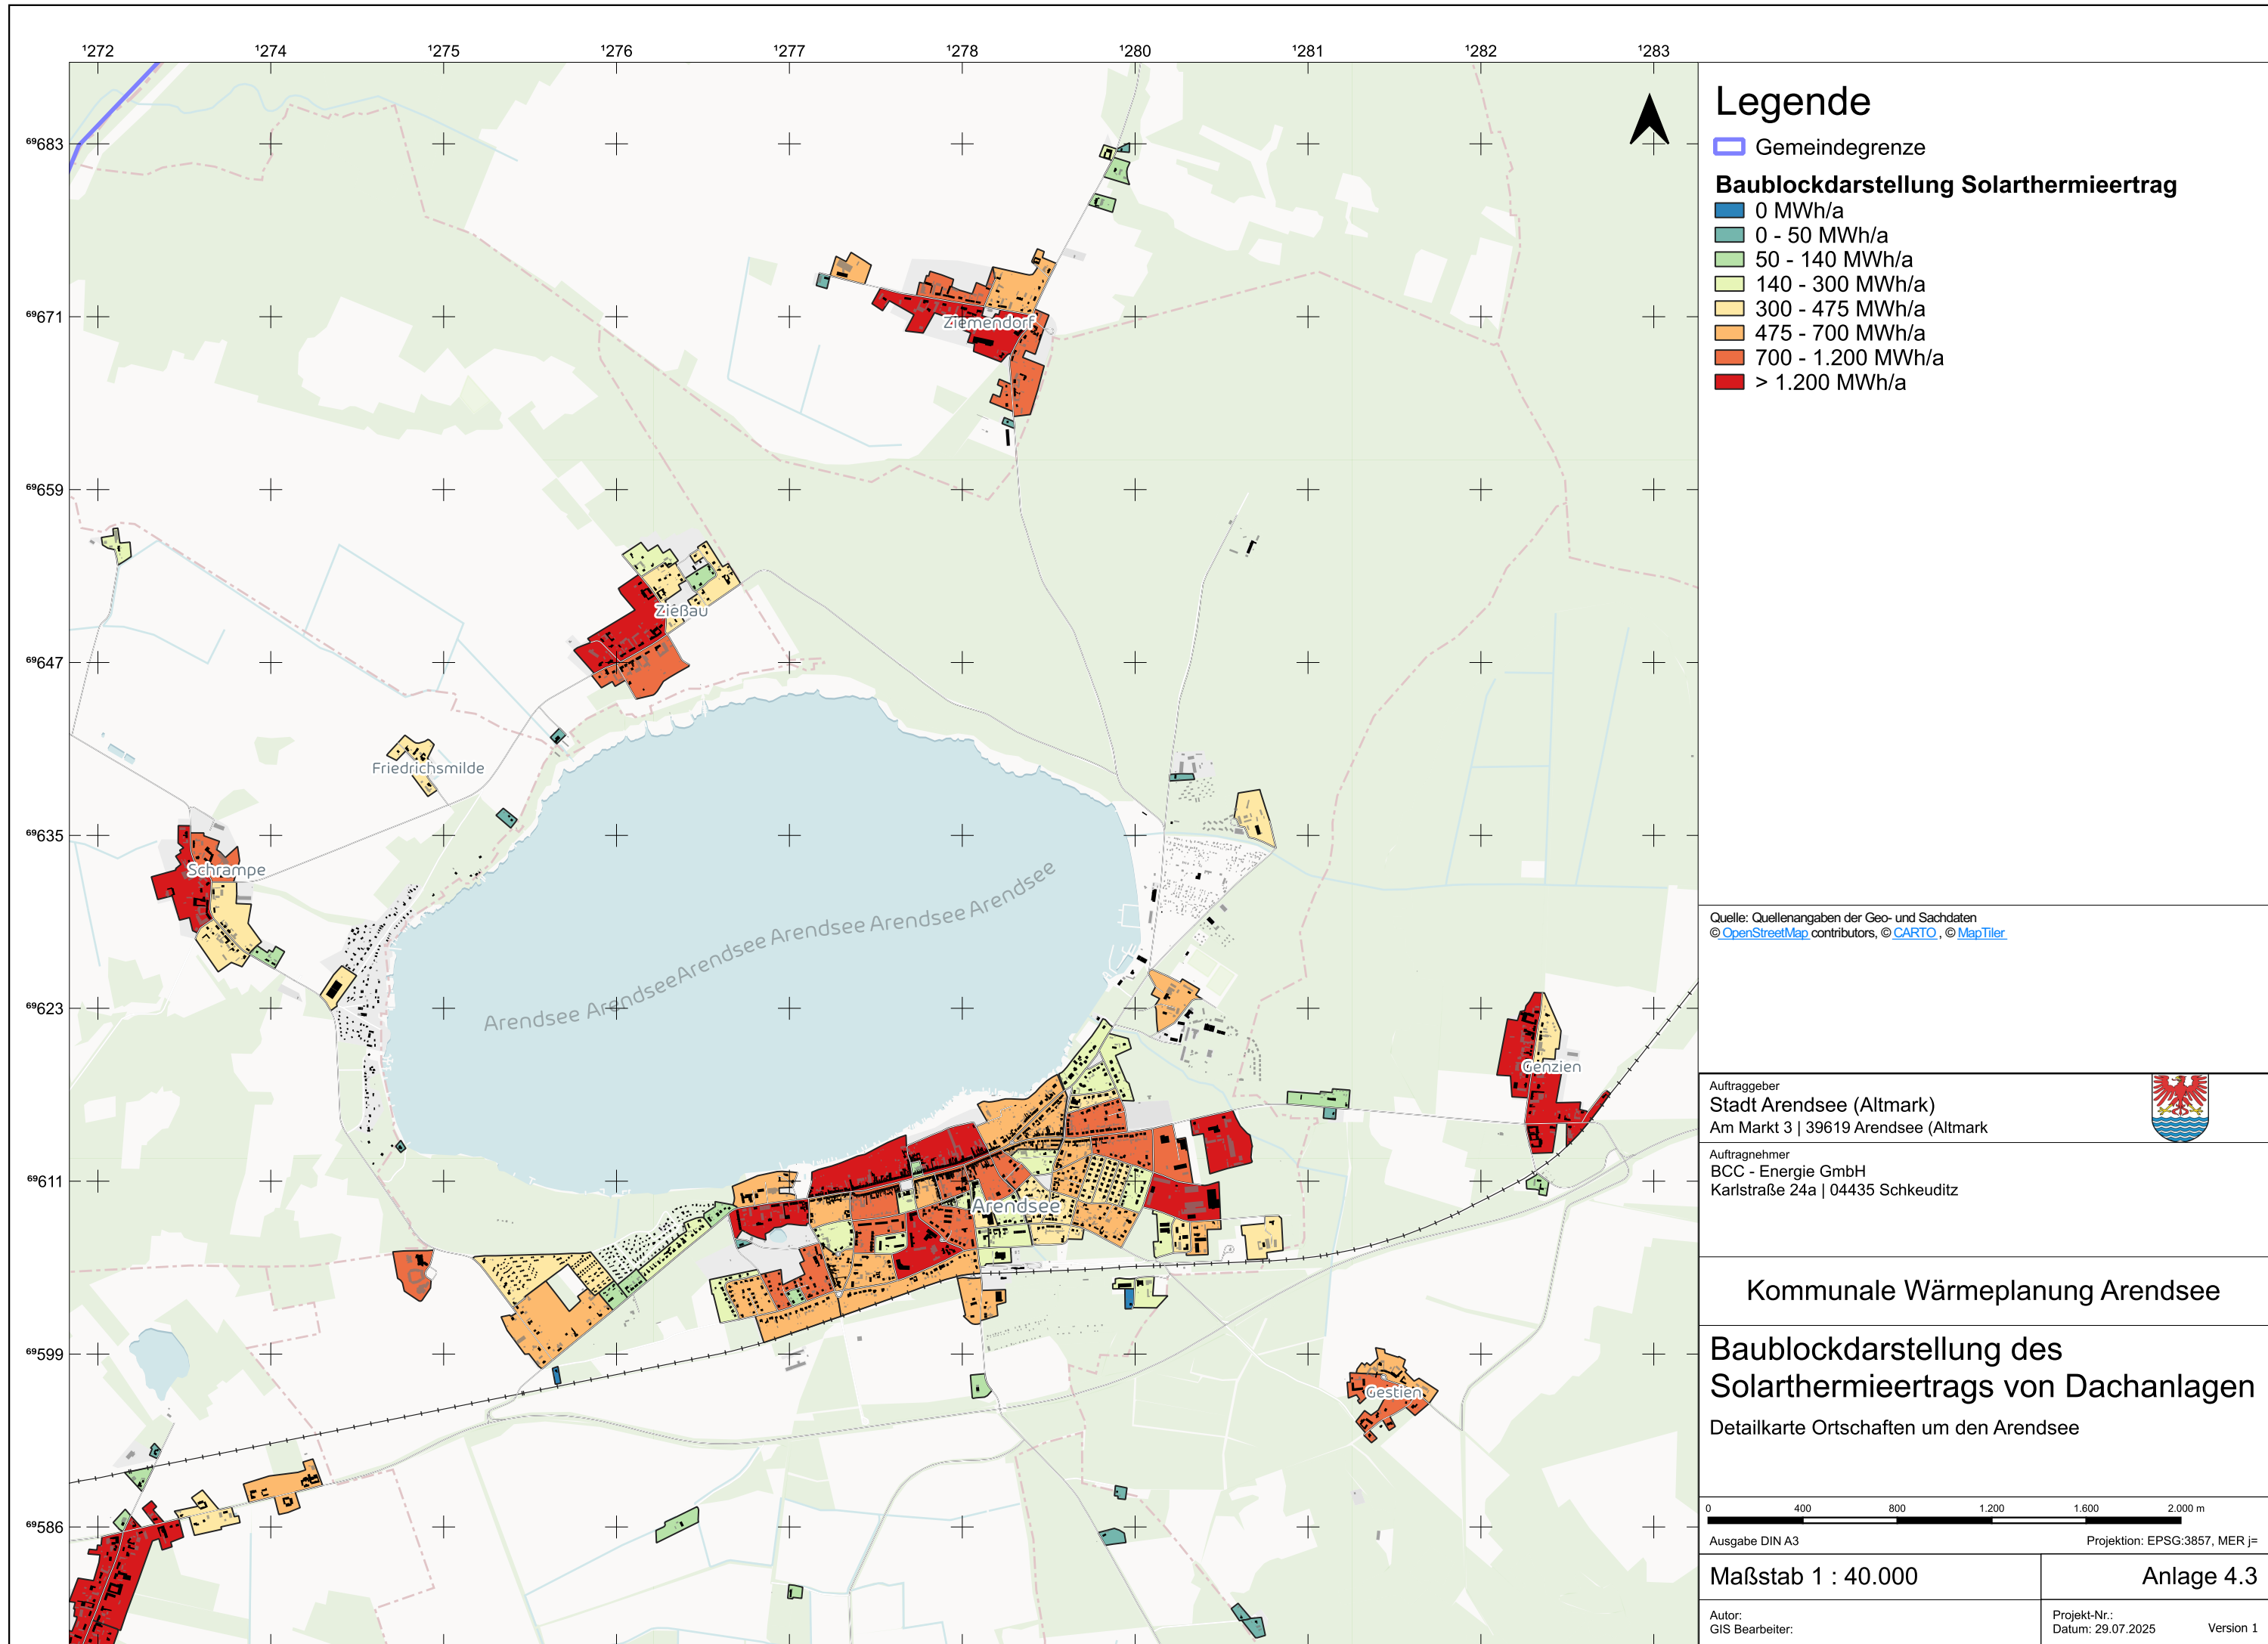 ¹272 ¹274 ¹275 ¹276 ¹277 ¹278 ¹280 ¹281 ¹282 ¹283
⁶⁹683
⁶⁹671
⁶⁹659
⁶⁹647
⁶⁹635
⁶⁹623
⁶⁹611
⁶⁹599
⁶⁹586
Ziemendorf
Zießau
Friedrichsmilde
Schrampe
Arendsee Arendsee Arendsee Arendsee Arendsee Arendsee
Genzien
Arendsee
Gestien
Legende
Gemeindegrenze
Baublockdarstellung Solarthermieertrag
0 MWh/a
0 - 50 MWh/a
50 - 140 MWh/a
140 - 300 MWh/a
300 - 475 MWh/a
475 - 700 MWh/a
700 - 1.200 MWh/a
> 1.200 MWh/a
Quelle: Quellenangaben der Geo- und Sachdaten
© OpenStreetMap contributors, © CARTO , © MapTiler
Auftraggeber
Stadt Arendsee (Altmark)
Am Markt 3 | 39619 Arendsee (Altmark
Auftragnehmer
BCC - Energie GmbH
Karlstraße 24a | 04435 Schkeuditz
Kommunale Wärmeplanung Arendsee
Baublockdarstellung des
Solarthermieertrags von Dachanlagen
Detailkarte Ortschaften um den Arendsee
0 400 800 1.200 1.600 2.000 m
Ausgabe DIN A3 Projektion: EPSG:3857, MER j=
Maßstab 1 : 40.000 Anlage 4.3
Autor:
GIS Bearbeiter:
Projekt-Nr.:
Datum: 29.07.2025 Version 1